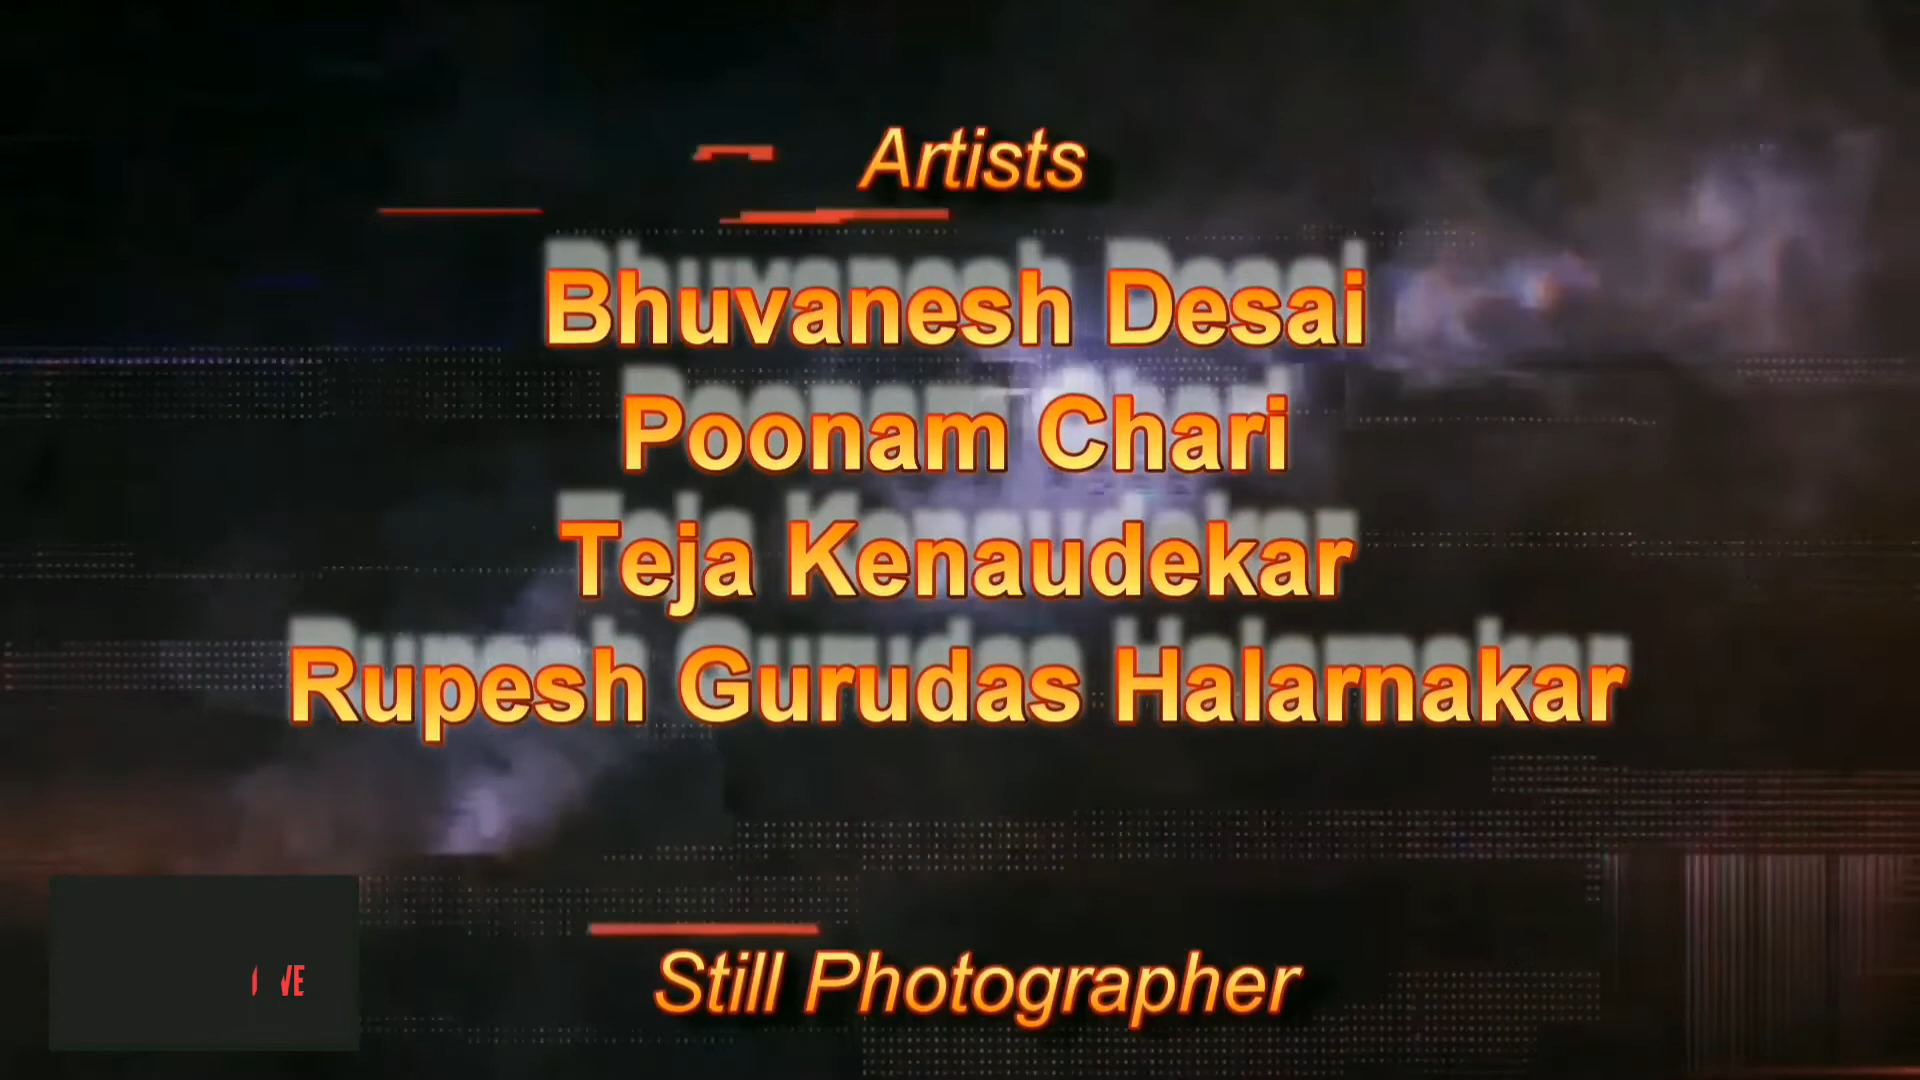 Artists
Bhuvanesh Desai
Poonam Chari
Teja Kenaudekar
Rupesh Gurudas Halarnakar
Still Photographer